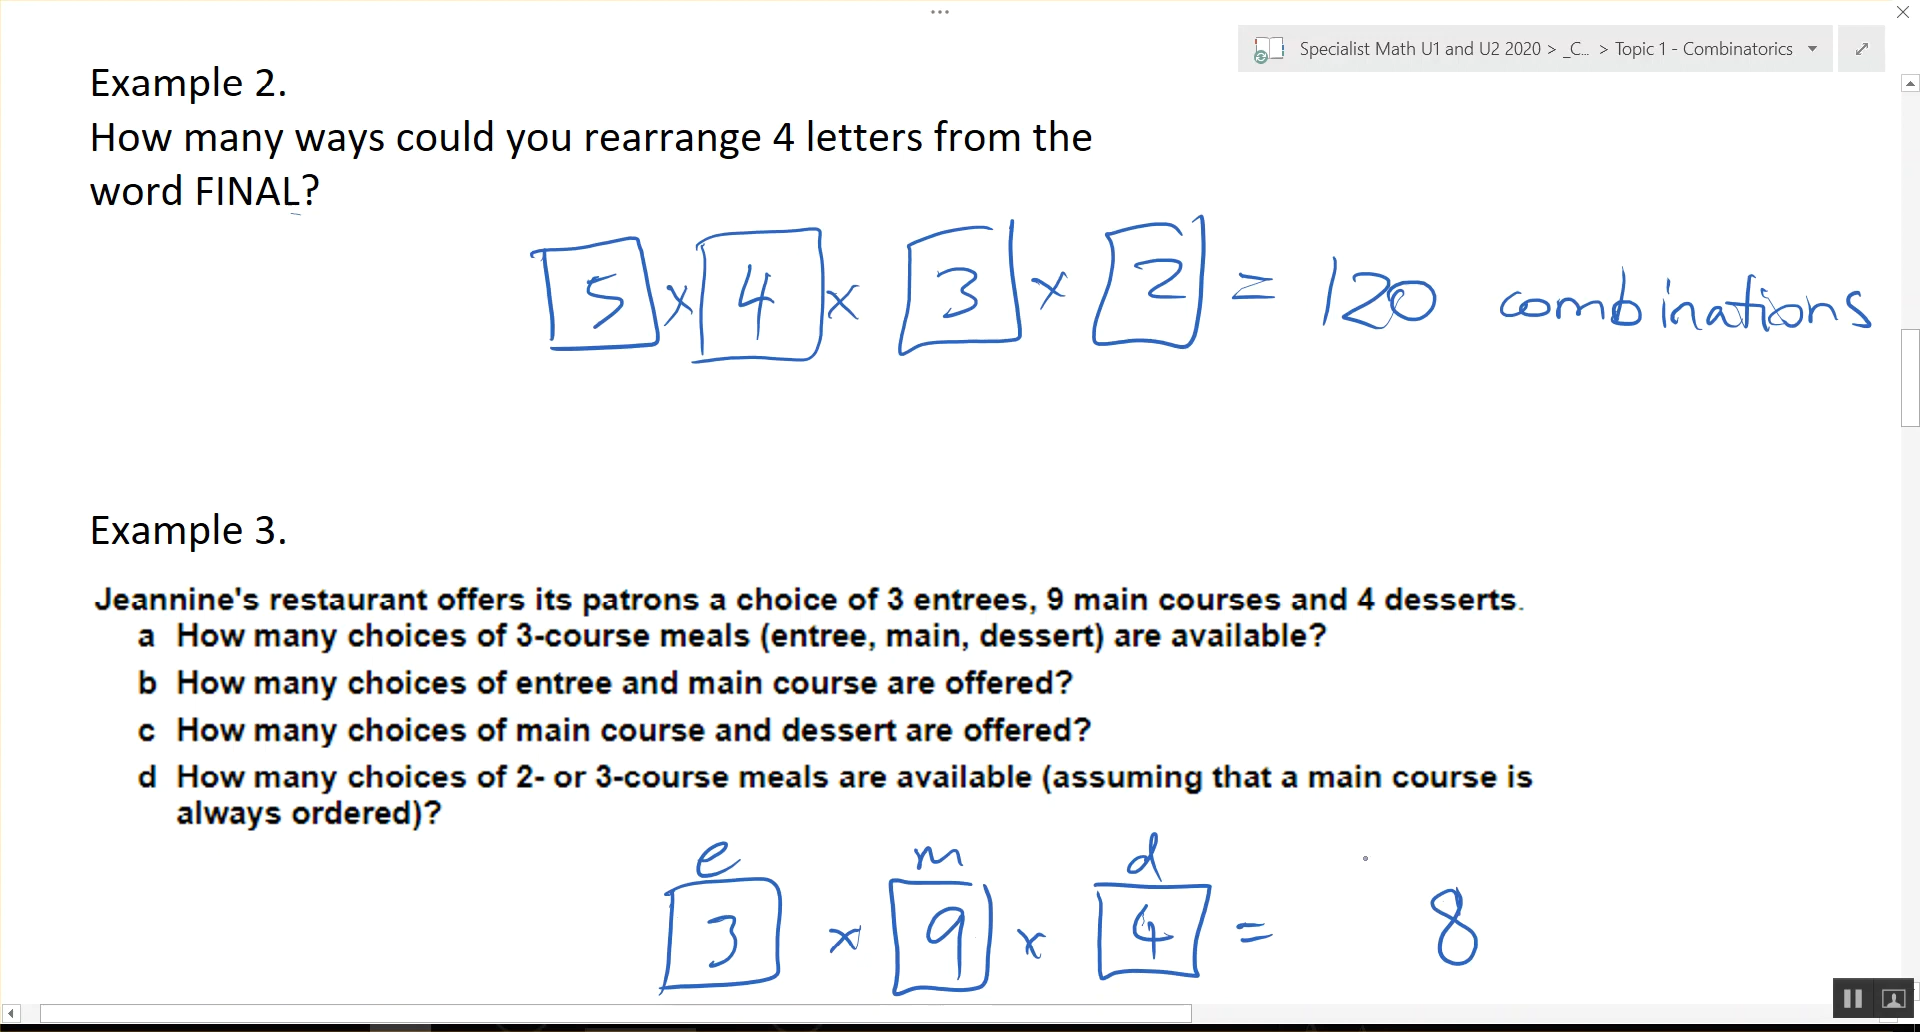 Specialist Math U1 and U2 2020 > _C... > Topic 1 - Combinatorics
Example 2.
How many ways could you rearrange 4 letters from the
word FINAL?
5 x 4 x 3 x 2 = 120 combinations
Example 3.
Jeannine's restaurant offers its patrons a choice of 3 entrees, 9 main courses and 4 desserts.
a How many choices of 3-course meals (entree, main, dessert) are available?
b How many choices of entree and main course are offered?
c How many choices of main course and dessert are offered?
d How many choices of 2- or 3-course meals are available (assuming that a main course is
always ordered)?
e m d
3 x 9 x 4 = 8